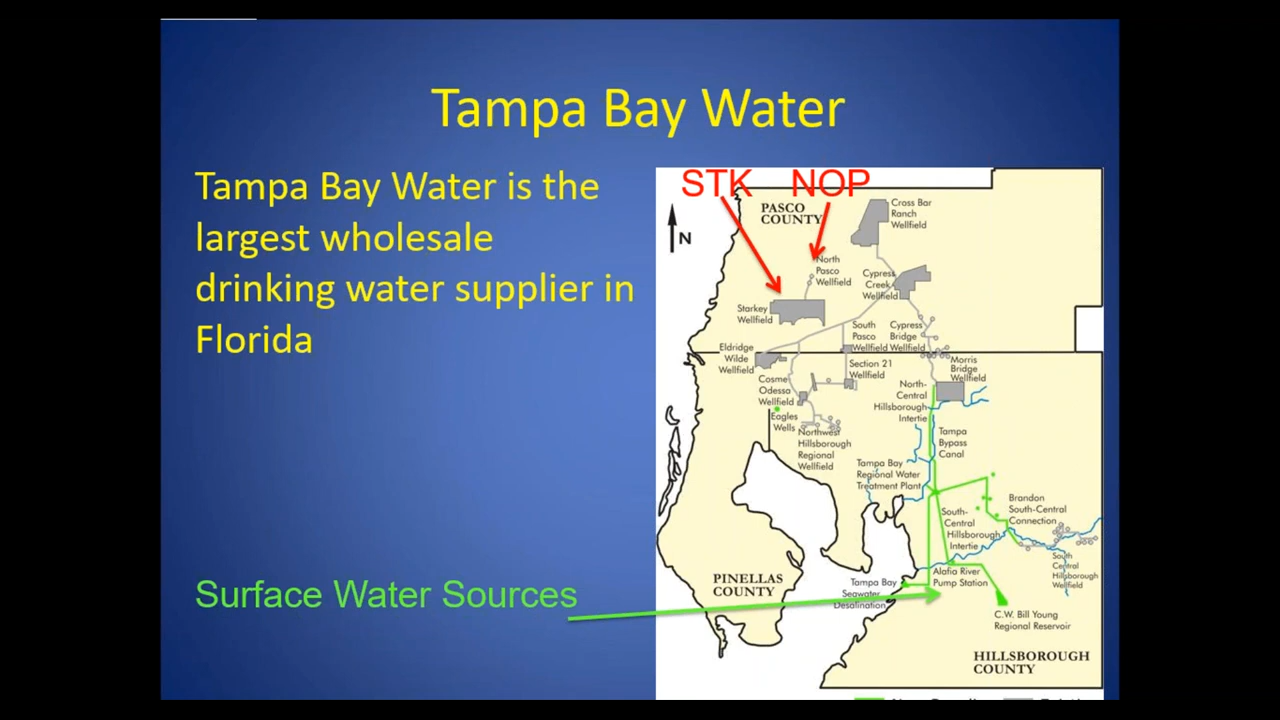 Tampa Bay Water
Tampa Bay Water is the
largest wholesale
drinking water supplier in
Florida
Surface Water Sources
STK NOP
PASCO
COUNTY
N
Cross Bar
Ranch
Wellfield
North
Pasco
Wellfield
Cypress
Creek
Wellfield
Starkey
Wellfield
South
Pasco
Wellfield
Cypress
Bridge
Wellfield
Eldridge
Wilde
Wellfield
Morris
Bridge
Wellfield
Section 21
Wellfield
Cosme
Odessa
Wellfield
North-
Central
Hillsborough
Intertie
Eagles
Wells
Northwest
Hillsborough
Regional
Wellfield
Tampa
Bypass
Canal
Tampa Bay
Regional Water
Treatment Plant
Brandon
South-Central
Connection
South-
Central
Hillsborough
Intertie
South
Central
Hillsborough
Wellfield
Alafia River
Pump Station
Tampa Bay
Seawater
Desalination
PINELLAS
COUNTY
C.W. Bill Young
Regional Reservoir
HILLSBOROUGH
COUNTY